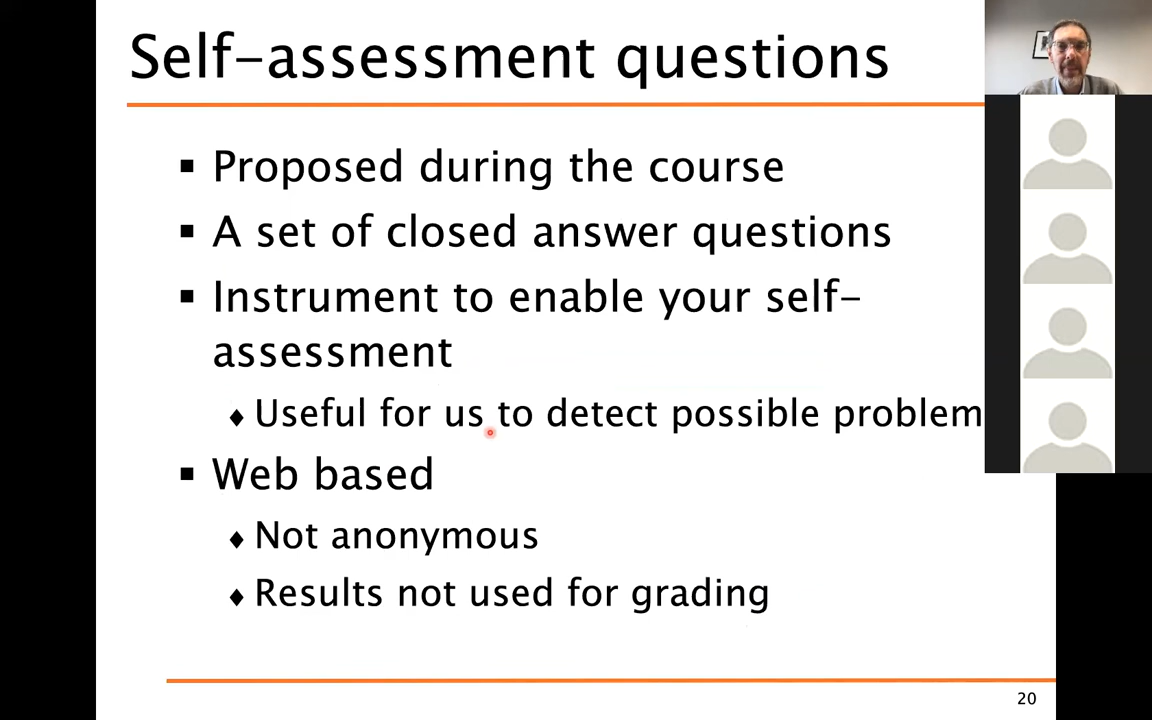 Self-assessment questions
▪ Proposed during the course
▪ A set of closed answer questions
▪ Instrument to enable your self-
assessment
♦ Useful for us to detect possible problem
▪ Web based
♦ Not anonymous
♦ Results not used for grading
20